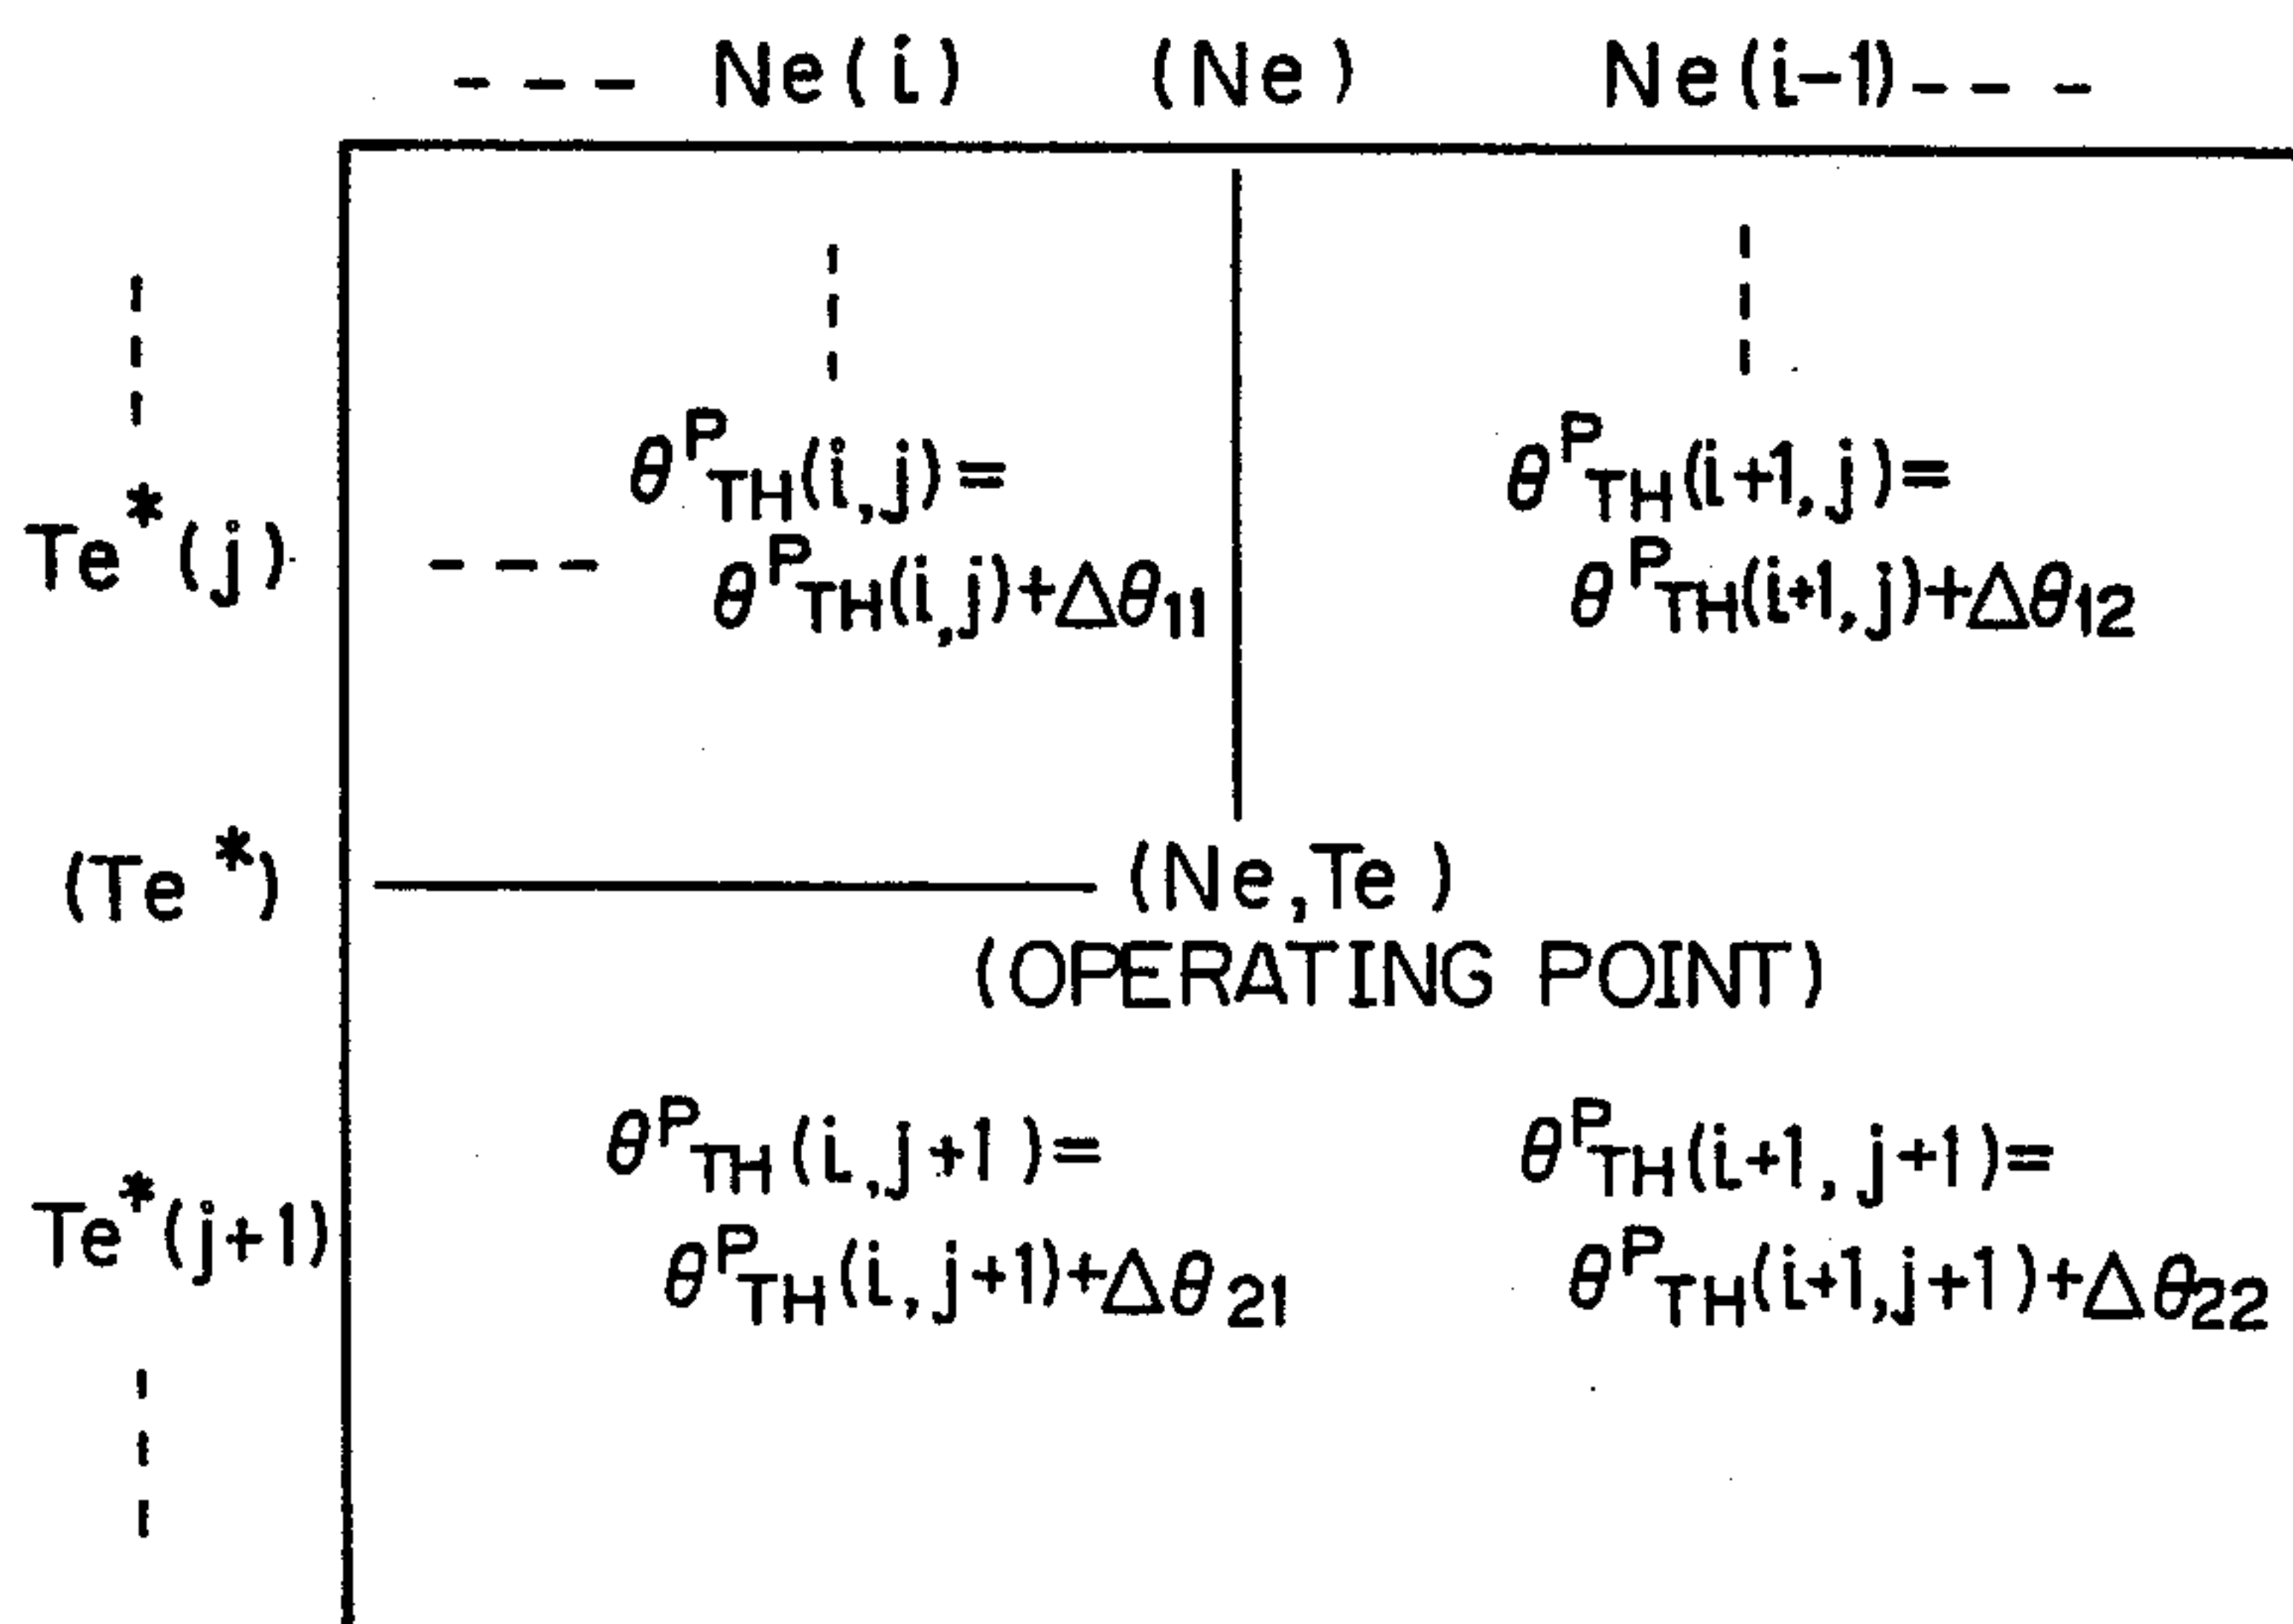 --- Ne(i) (Ne) Ne(i-1)---
θᴾTH(i,j)= θᴾTH(i+1,j)=
Te*(j) --- θᴾTH(i,j)+Δθ11 θᴾTH(i+1,j)+Δθ12
(Te*) (Ne,Te)
(OPERATING POINT)
θᴾTH(i,j+1)= θᴾTH(i+1,j+1)=
Te*(j+1) θᴾTH(i,j+1)+Δθ21 θᴾTH(i+1,j+1)+Δθ22